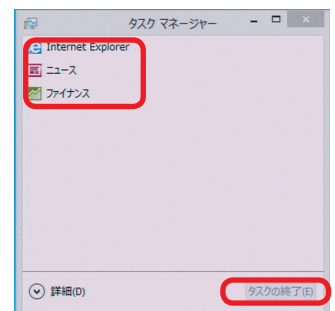 タスク マネージャー
Internet Explorer
ニュース
ファイナンス
詳細(D)
タスクの終了(E)